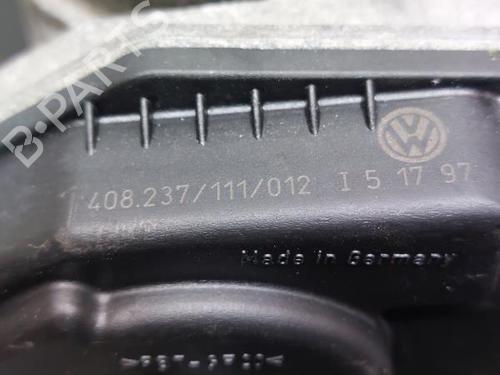 B-PARTS
408.237/111/012 I 5 17 97
Made in Germany